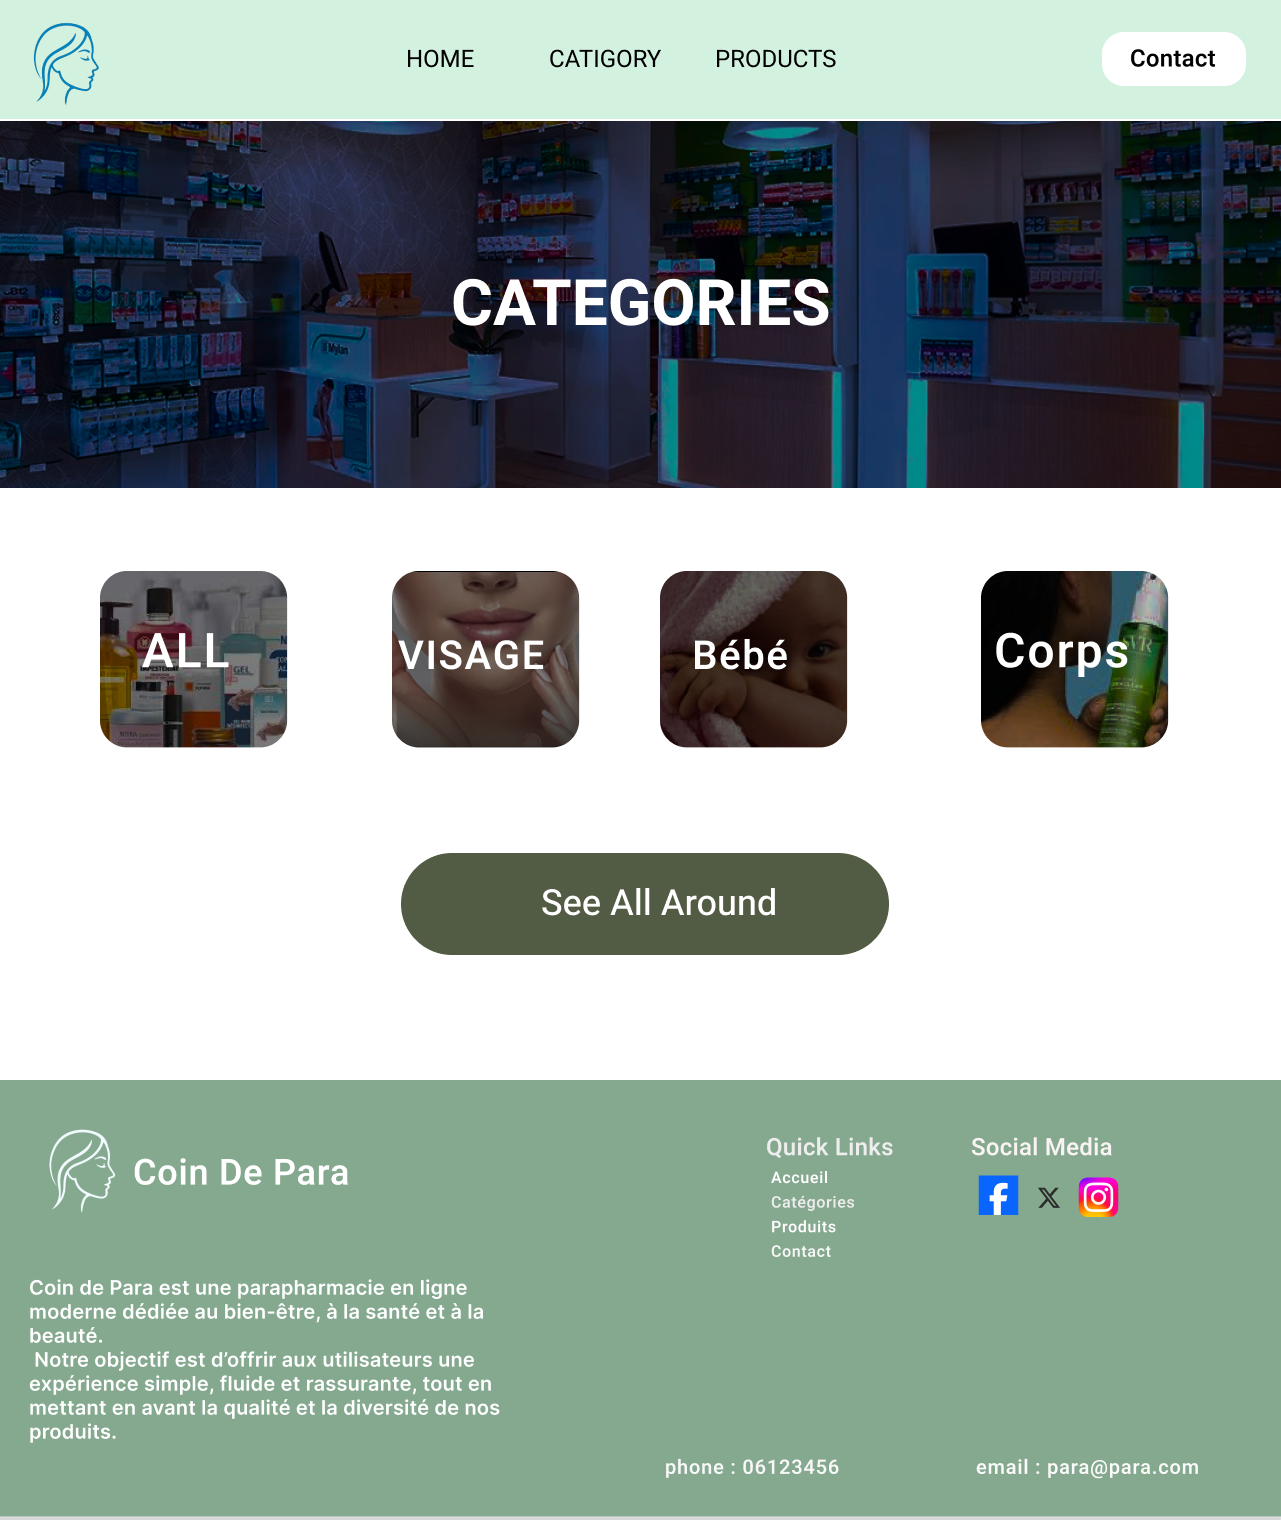 HOME CATIGORY PRODUCTS Contact
Mylan
CATEGORIES
ALL VISAGE Bébé Corps
GEL
See All Around
Coin De Para
Quick Links Social Media
Accueil
Catégories
Produits
Contact
Coin de Para est une parapharmacie en ligne
moderne dédiée au bien-être, à la santé et à la
beauté.
Notre objectif est d’offrir aux utilisateurs une
expérience simple, fluide et rassurante, tout en
mettant en avant la qualité et la diversité de nos
produits.
phone : 06123456 email : para@para.com